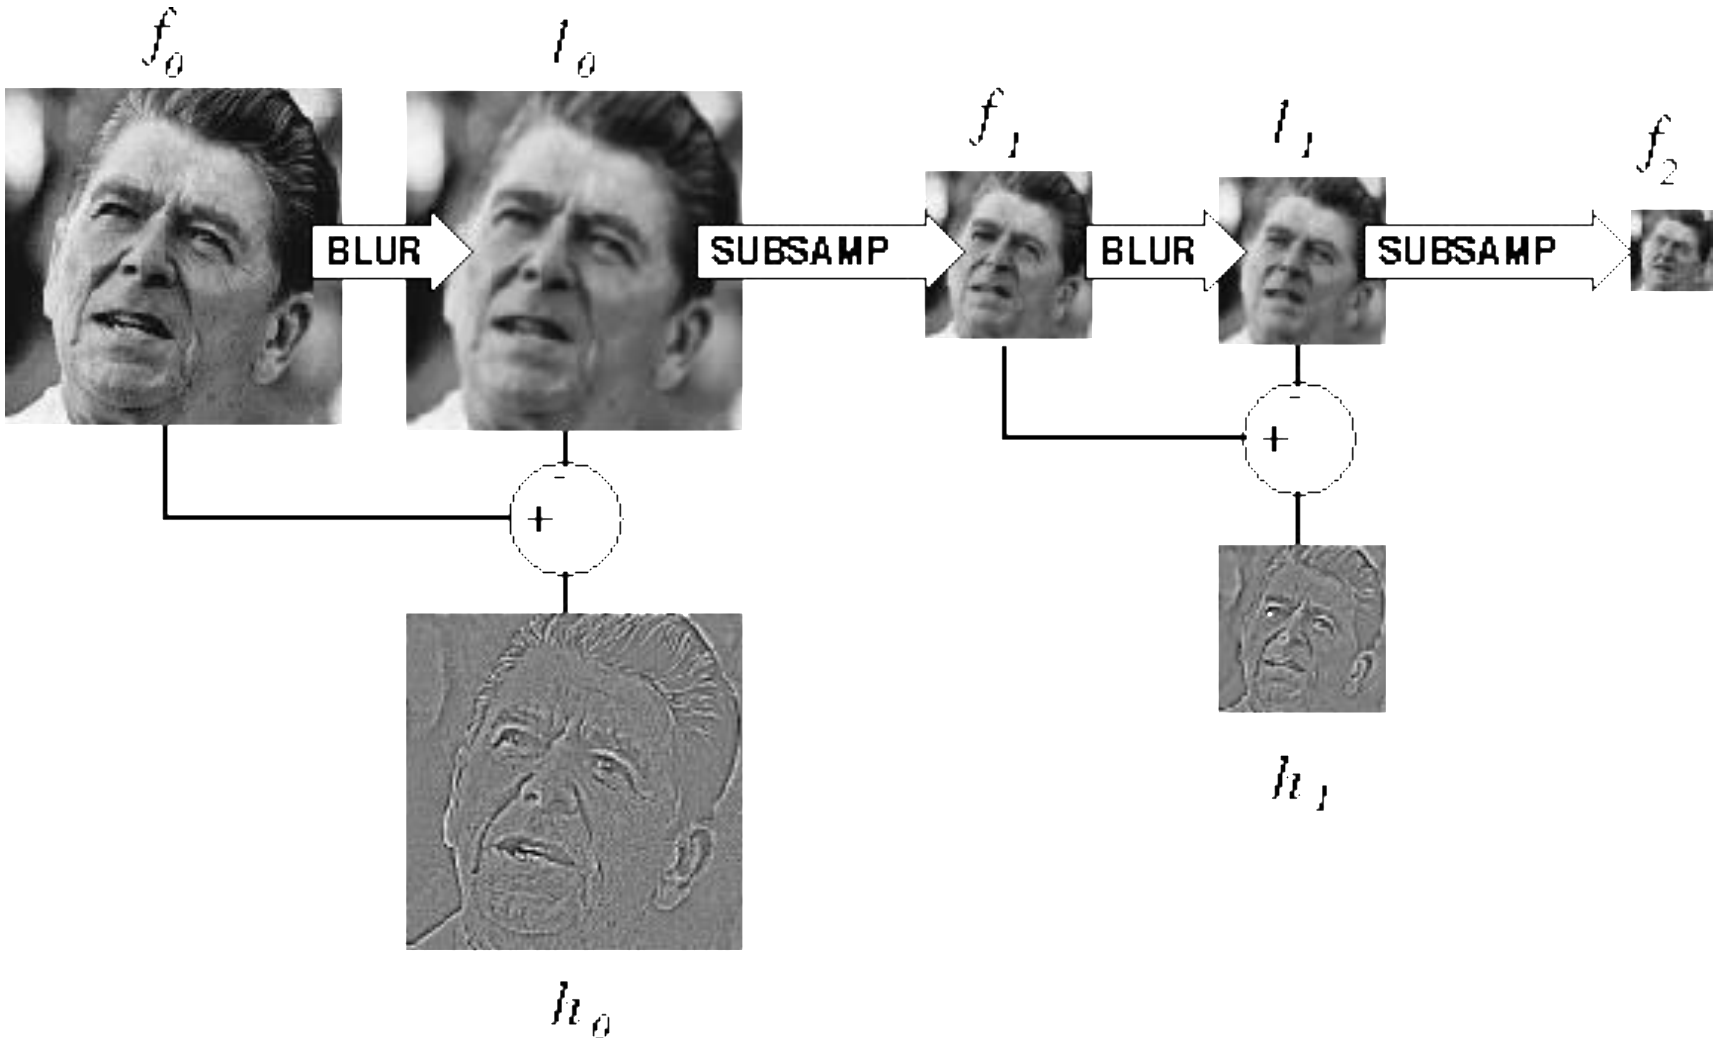 f₀
l₀
f₁
l₁
f₂
BLUR
SUBSAMP
BLUR
SUBSAMP
-
+
-
+
h₁
h₀